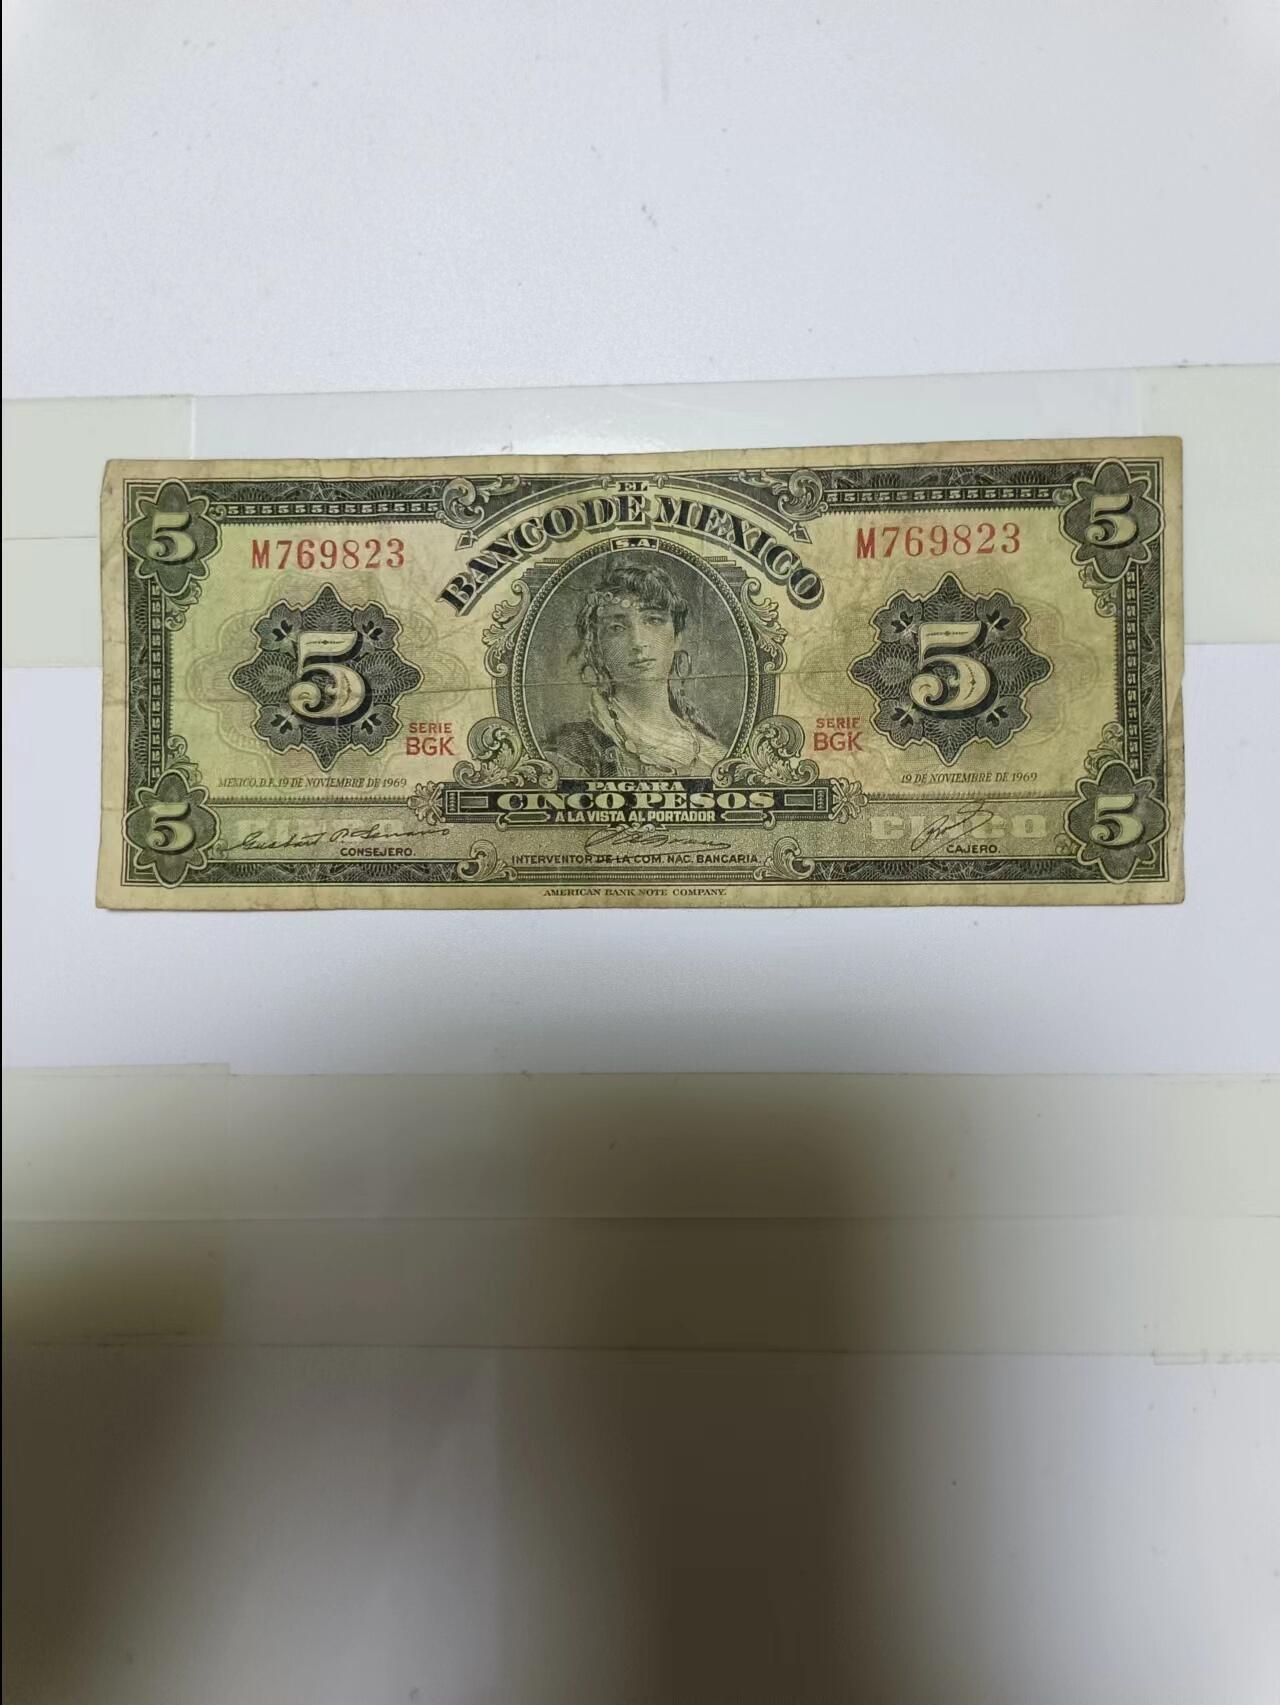 5
EL
5
BANCO DE MEXICO
S.A.
M769823
M769823
5
5
SERIE
BGK
SERIE
BGK
MEXICO, D.F. 19 DE NOVIEMBRE DE 1969
19 DE NOVIEMBRE DE 1969
PAGARA
CINCO PESOS
A LA VISTA AL PORTADOR
5
CINCO
5
CONSEJERO.
INTERVENTOR DE LA COM. NAC. BANCARIA.
CAJERO.
AMERICAN BANK NOTE COMPANY.